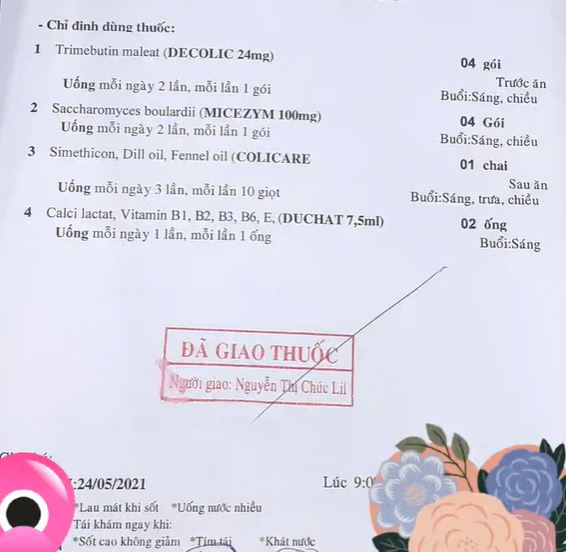 - Chỉ đinh dùng thuốc:
1 Trimebutin maleat (DECOLIC 24mg) 04 gói
Trước ăn
Uống mỗi ngày 2 lần, mỗi lần 1 gói Buổi:Sáng, chiều
2 Saccharomyces boulardii (MICEZYM 100mg) 04 Gói
Uống mỗi ngày 2 lần, mỗi lần 1 gói Buổi:Sáng, chiều
3 Simethicon, Dill oil, Fennel oil (COLICARE 01 chai
Sau ăn
Uống mỗi ngày 3 lần, mỗi lần 10 giọt Buổi:Sáng, trưa, chiều
4 Calci lactat, Vitamin B1, B2, B3, B6, E, (DUCHAT 7,5ml) 02 ống
Uống mỗi ngày 1 lần, mỗi lần 1 ống Buổi:Sáng
ĐÃ GIAO THUỐC
Người giao: Nguyễn Thị Chúc Lil
:24/05/2021 Lúc 9:0
*Lau mát khi sốt *Uống nước nhiều
Tái khám ngay khi:
*Sốt cao không giảm *Tím tái *Khát nước